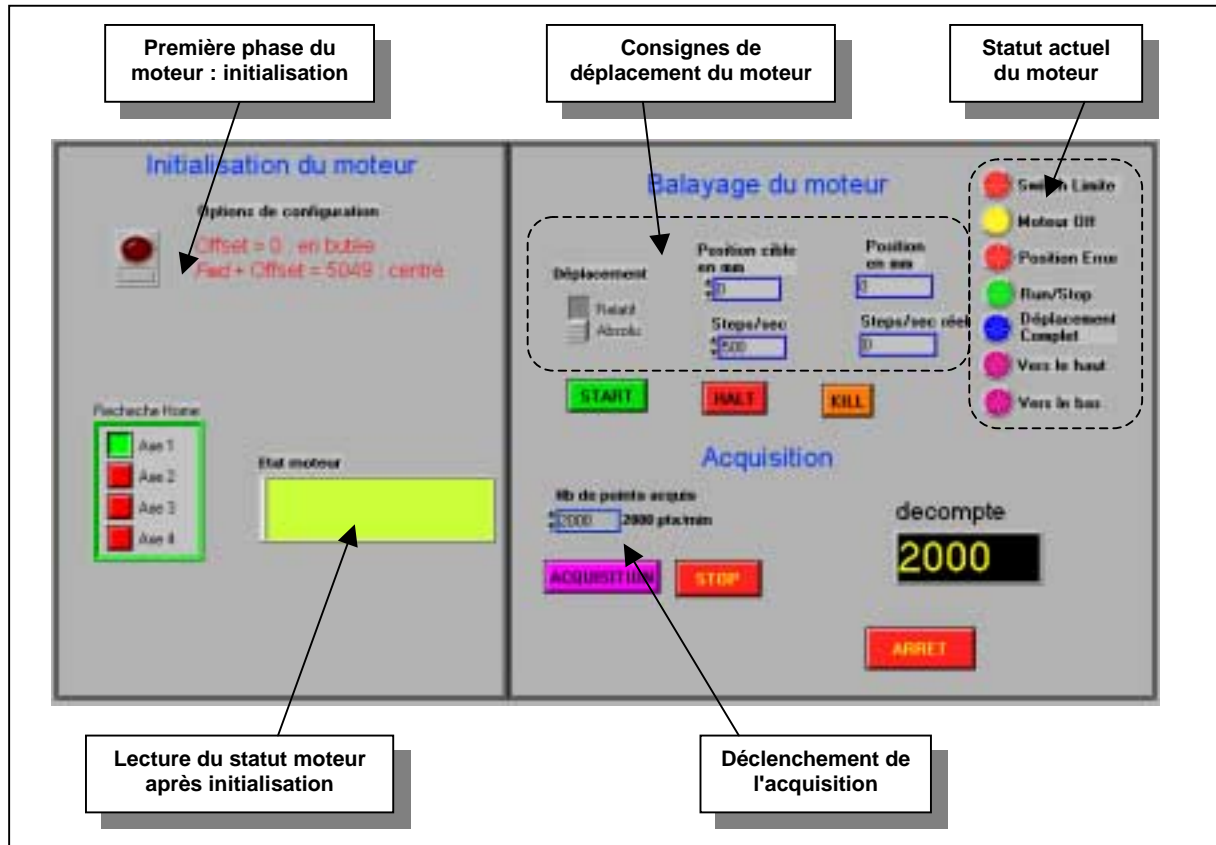 Première phase du
moteur : initialisation
Consignes de
déplacement du moteur
Statut actuel
du moteur
Initialisation du moteur
Options de configuration
Offset = 0 : en butée
Fwd + Offset = 5049 : centré
Recherche Home
Axe 1
Axe 2
Axe 3
Axe 4
Etat moteur
Balayage du moteur
Déplacement
Relatif
Absolu
Position cible
en mm
0
Position
en mm
0
Steps/sec
500
Steps/sec réel
0
START
HALT
KILL
Switch Limite
Moteur Off
Position Error
Run/Stop
Déplacement
Complet
Vers le haut
Vers le bas
Acquisition
Nb de points acquis
2000
2000 pts/min
ACQUISITION
STOP
decompte
2000
ARRET
Lecture du statut moteur
après initialisation
Déclenchement de
l'acquisition